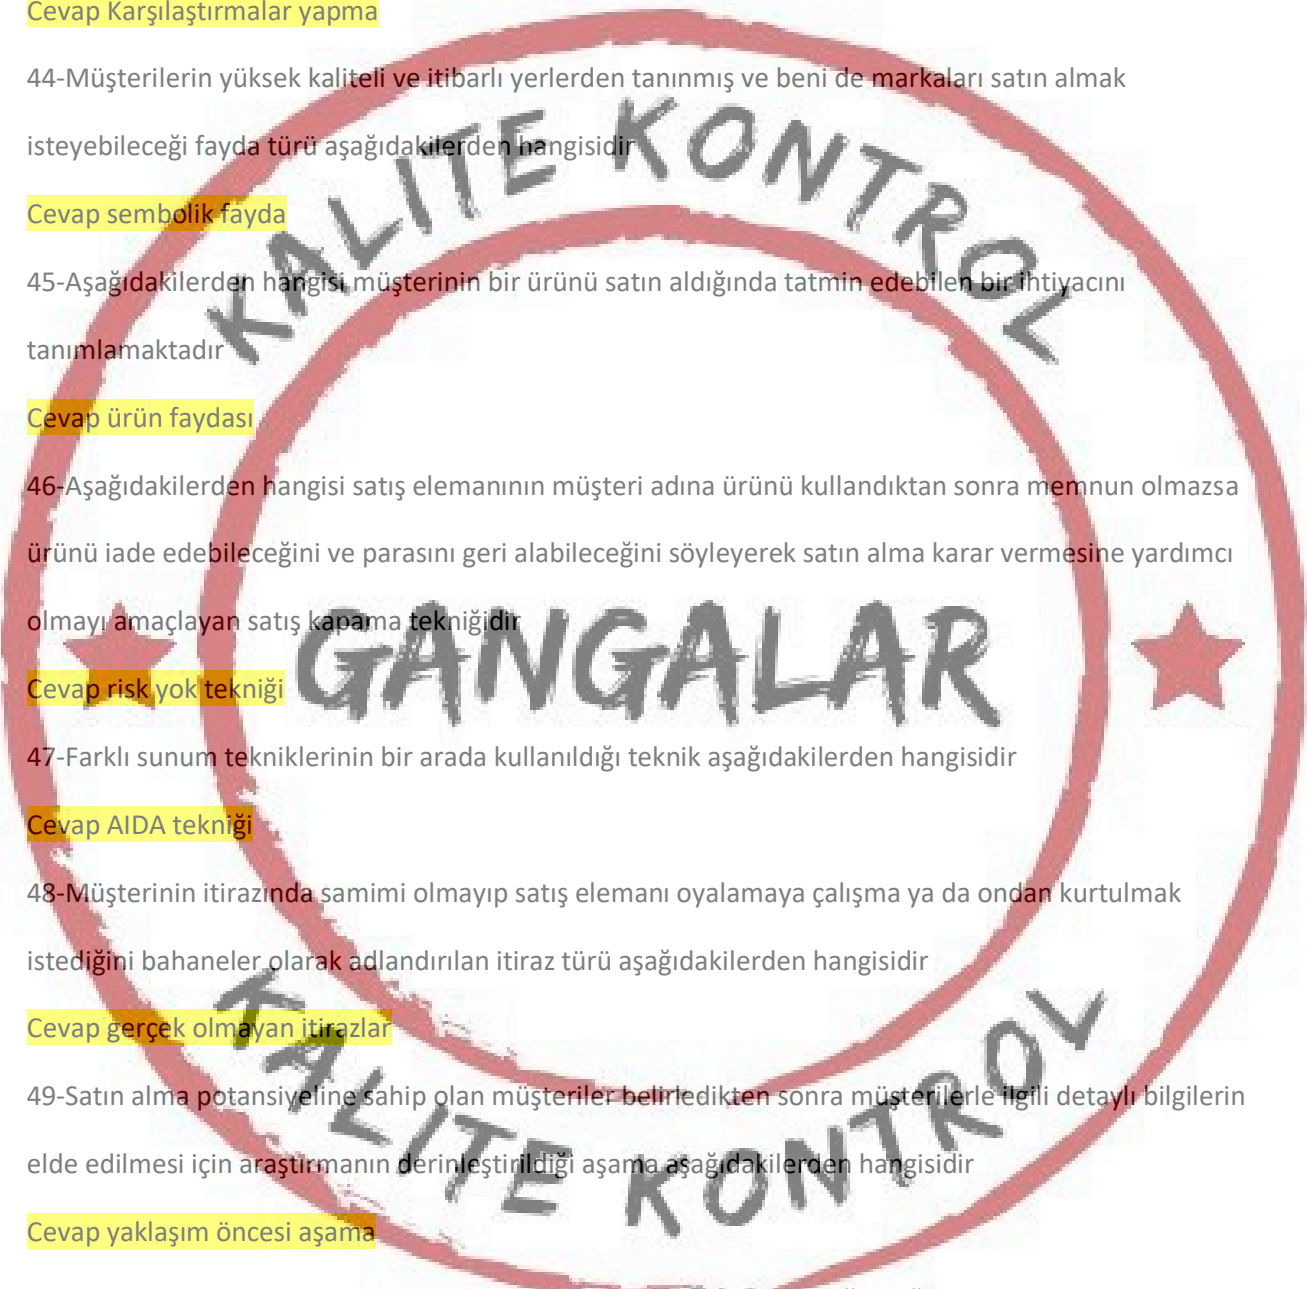 Cevap Karşılaştırmalar yapma
44-Müşterilerin yüksek kaliteli ve itibarlı yerlerden tanınmış ve beni de markaları satın almak
isteyebileceği fayda türü aşağıdakilerden hangisidir
Cevap sembolik fayda
45-Aşağıdakilerden hangisi müşterinin bir ürünü satın aldığında tatmin edebilen bir ihtiyacını
tanımlamaktadır
Cevap ürün faydası
46-Aşağıdakilerden hangisi satış elemanının müşteri adına ürünü kullandıktan sonra memnun olmazsa
ürünü iade edebileceğini ve parasını geri alabileceğini söyleyerek satın alma karar vermesine yardımcı
olmayı amaçlayan satış kapama tekniğidir
Cevap risk yok tekniği
47-Farklı sunum tekniklerinin bir arada kullanıldığı teknik aşağıdakilerden hangisidir
Cevap AIDA tekniği
48-Müşterinin itirazında samimi olmayıp satış elemanı oyalamaya çalışma ya da ondan kurtulmak
istediğini bahaneler olarak adlandırılan itiraz türü aşağıdakilerden hangisidir
Cevap gerçek olmayan itirazlar
49-Satın alma potansiyeline sahip olan müşteriler belirledikten sonra müşterilerle ilgili detaylı bilgilerin
elde edilmesi için araştırmanın derinleştirildiği aşama aşağıdakilerden hangisidir
Cevap yaklaşım öncesi aşama
KALITE KONTROL
GANGALAR
KALITE KONTROL